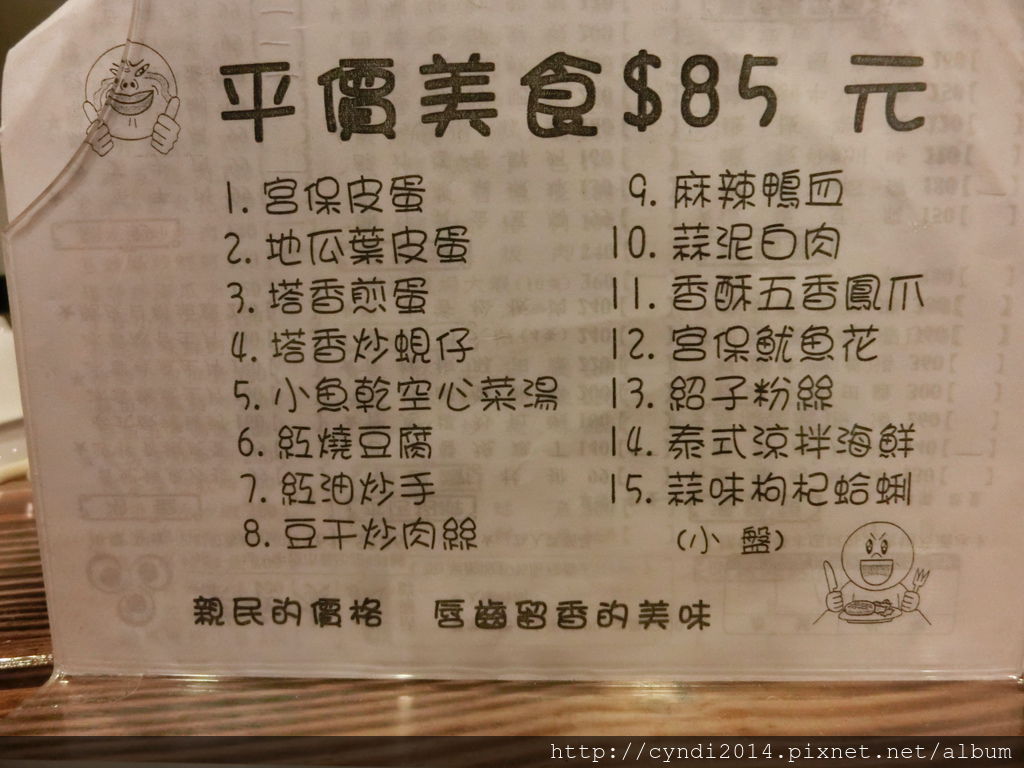 平價美食$85 元
1. 宮保皮蛋
2. 地瓜葉皮蛋
3. 塔香煎蛋
4. 塔香炒蜆仔
5. 小魚乾空心菜湯
6. 紅燒豆腐
7. 紅油炒手
8. 豆干炒肉絲
9. 麻辣鴨血
10. 蒜泥白肉
11. 香酥五香鳳爪
12. 宮保魷魚花
13. 紹子粉絲
14. 泰式涼拌海鮮
15. 蒜味枸杞蛤蜊
(小 盤)
親民的價格 唇齒留香的美味
http://cyndi2014.pixnet.net/album